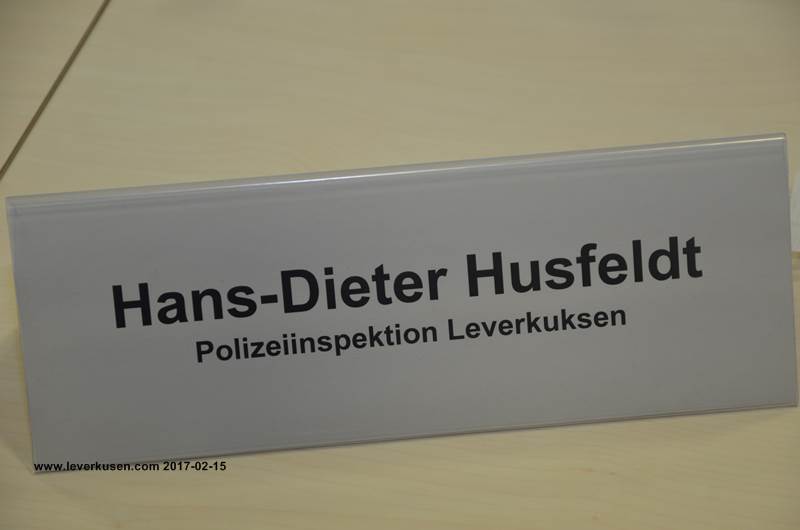 Hans-Dieter Husfeldt
Polizeiinspektion Leverkuksen
www.leverkusen.com 2017-02-15